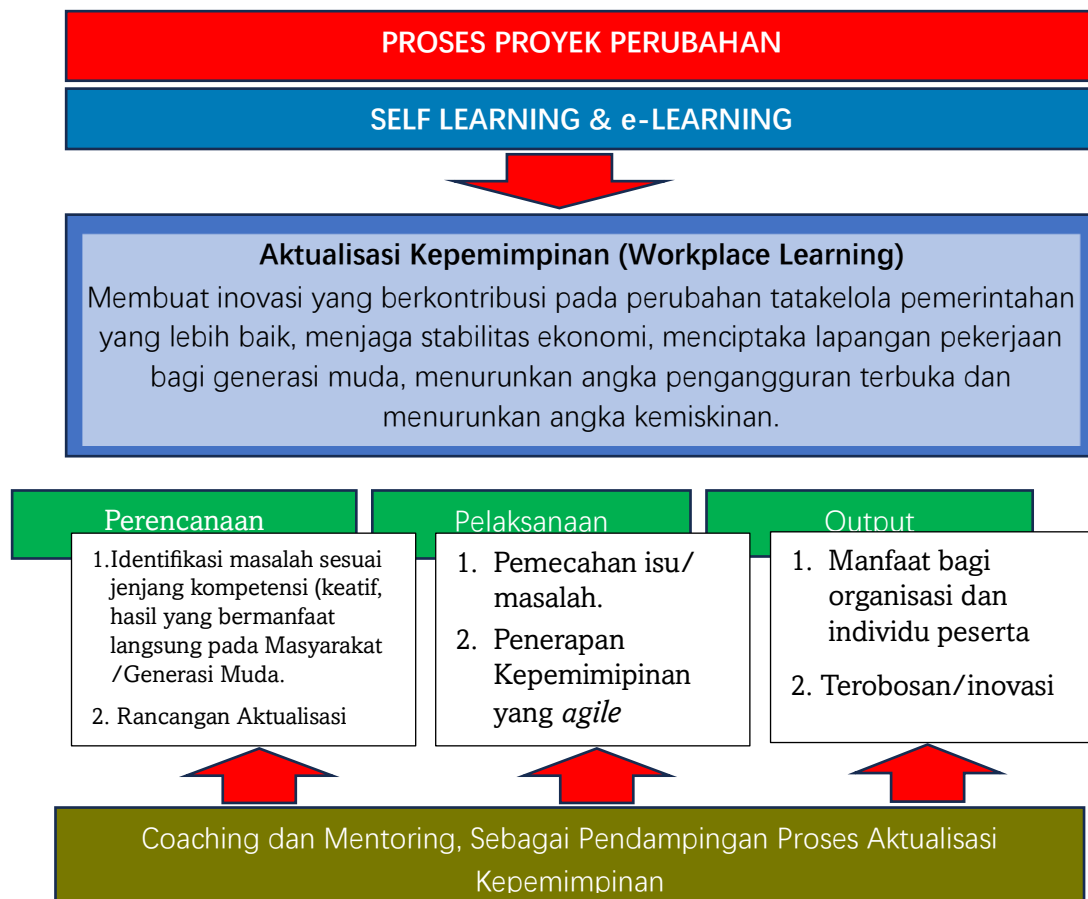 PROSES PROYEK PERUBAHAN
SELF LEARNING & e-LEARNING
Aktualisasi Kepemimpinan (Workplace Learning)
Membuat inovasi yang berkontribusi pada perubahan tatakelola pemerintahan
yang lebih baik, menjaga stabilitas ekonomi, menciptaka lapangan pekerjaan
bagi generasi muda, menurunkan angka pengangguran terbuka dan
menurunkan angka kemiskinan.
Perencanaan
1.Identifikasi masalah sesuai
jenjang kompetensi (keatif,
hasil yang bermanfaat
langsung pada Masyarakat
/Generasi Muda.
2. Rancangan Aktualisasi
Pelaksanaan
1. Pemecahan isu/
masalah.
2. Penerapan
Kepemimipinan
yang agile
Output
1. Manfaat bagi
organisasi dan
individu peserta
2. Terobosan/inovasi
Coaching dan Mentoring, Sebagai Pendampingan Proses Aktualisasi
Kepemimpinan